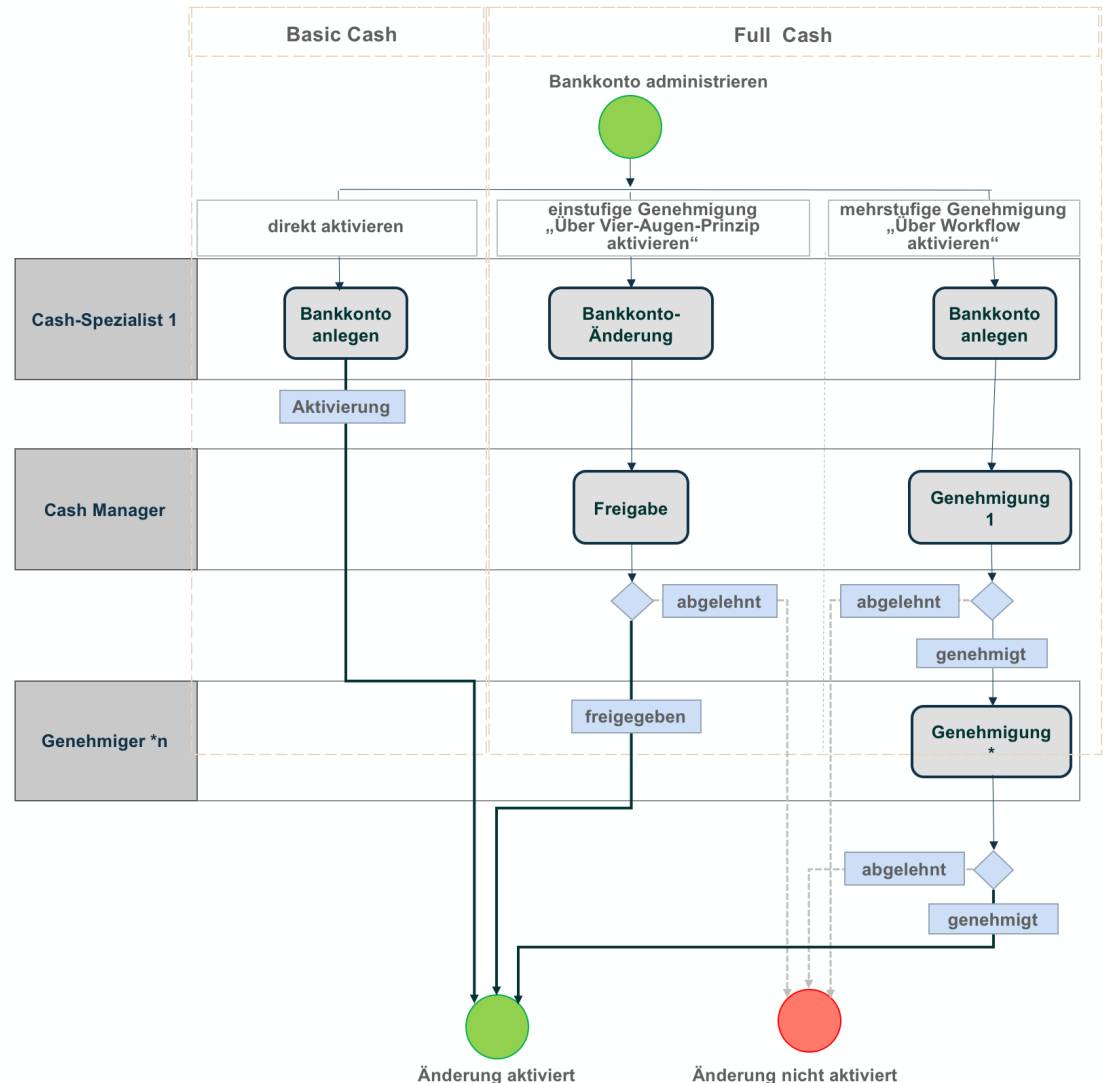 Basic Cash
Full Cash
Bankkonto administrieren
direkt aktivieren
einstufige Genehmigung
„Über Vier-Augen-Prinzip
aktivieren“
mehrstufige Genehmigung
„Über Workflow
aktivieren“
Cash-Spezialist 1
Bankkonto
anlegen
Bankkonto-
Änderung
Bankkonto
anlegen
Aktivierung
Cash Manager
Freigabe
Genehmigung
1
abgelehnt
abgelehnt
genehmigt
Genehmiger *n
freigegeben
Genehmigung
*
abgelehnt
genehmigt
Änderung aktiviert
Änderung nicht aktiviert